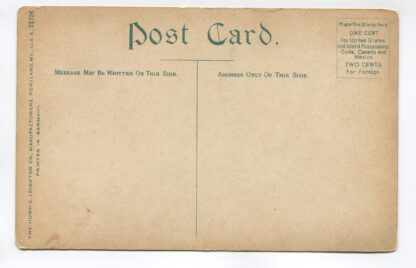 Post Card.
Place the Stamp here
ONE CENT
for United States
and Island Possessions
Cuba, Canada and
Mexico
TWO CENTS
For Foreign.
MESSAGE MAY BE WRITTEN ON THIS SIDE.
ADDRESS ONLY ON THIS SIDE.
THE HUGH C. LEIGHTON CO., MANUFACTURERS, PORTLAND, ME., U.S.A.
PRINTED IN GERMANY